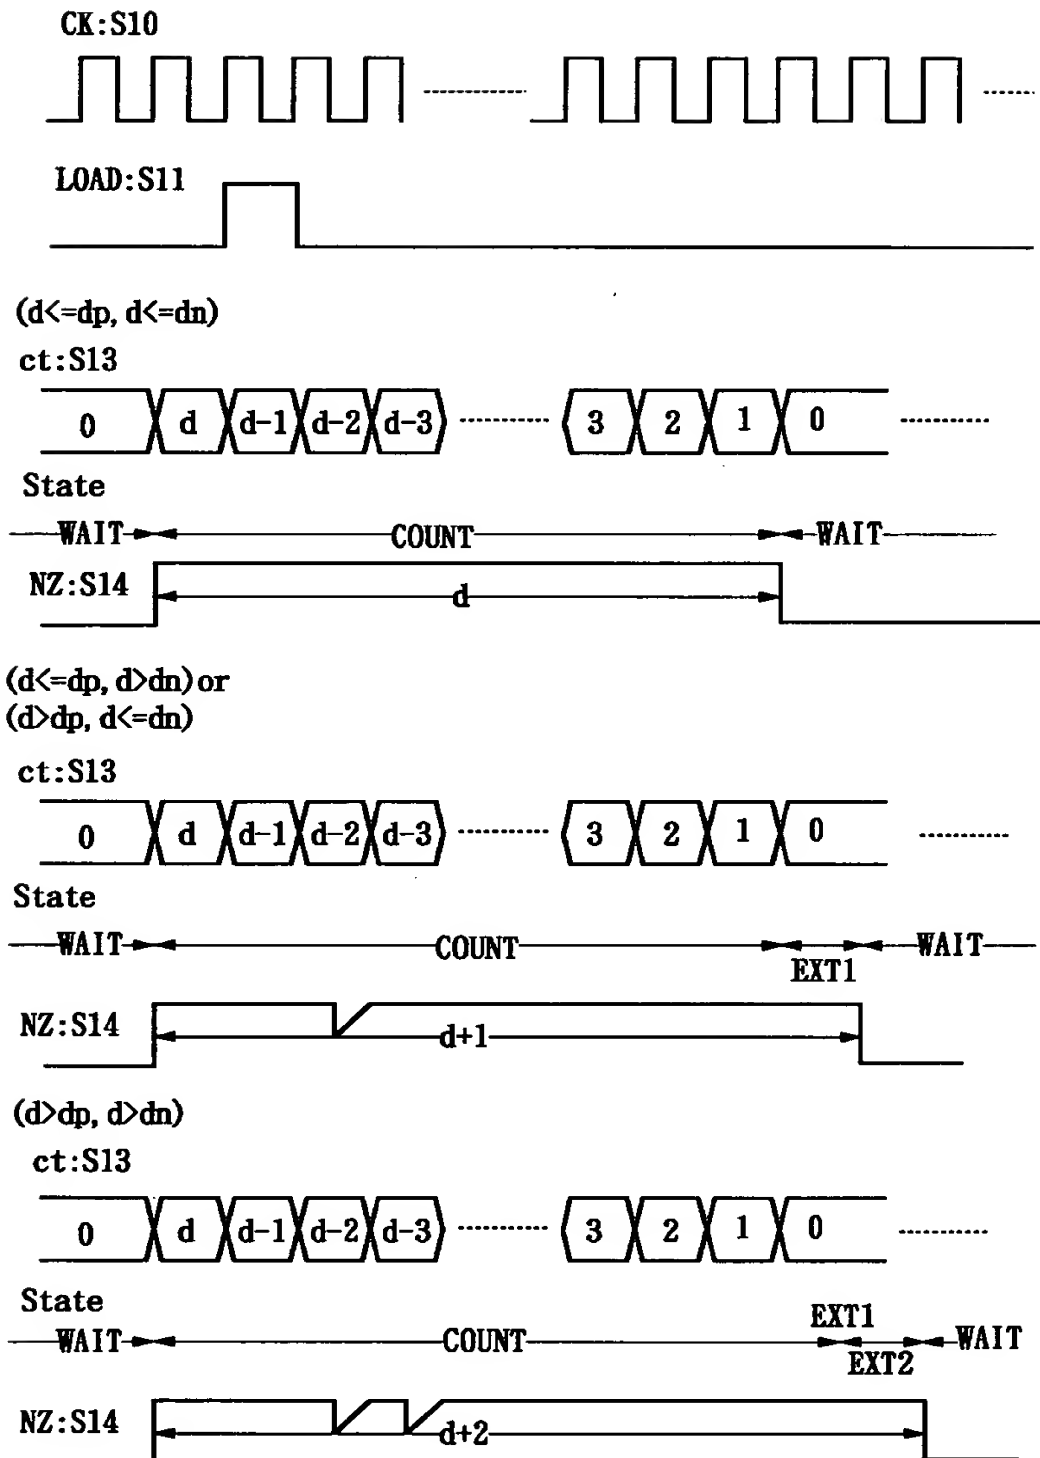 CK:S10
LOAD:S11
(d<=dp, d<=dn)
ct:S13
0 d d-1 d-2 d-3 3 2 1 0
State
WAIT COUNT WAIT
NZ:S14
d
(d<=dp, d>dn)or
(d>dp, d<=dn)
ct:S13
0 d d-1 d-2 d-3 3 2 1 0
State
WAIT COUNT WAIT
EXT1
NZ:S14
d+1
(d>dp, d>dn)
ct:S13
0 d d-1 d-2 d-3 3 2 1 0
State
EXT1
WAIT COUNT WAIT
EXT2
NZ:S14
d+2